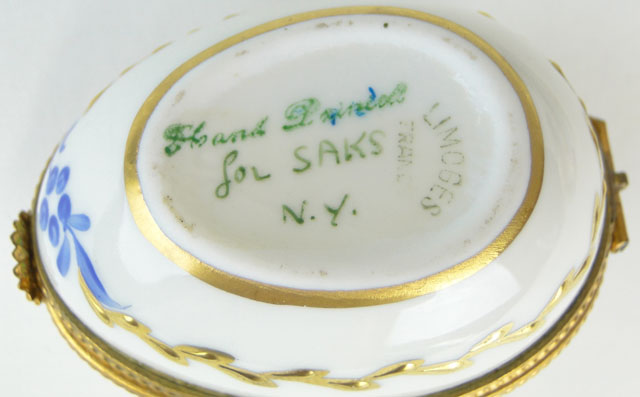 Hand Painted
for SAKS
N.Y.
LIMOGES
FRANCE